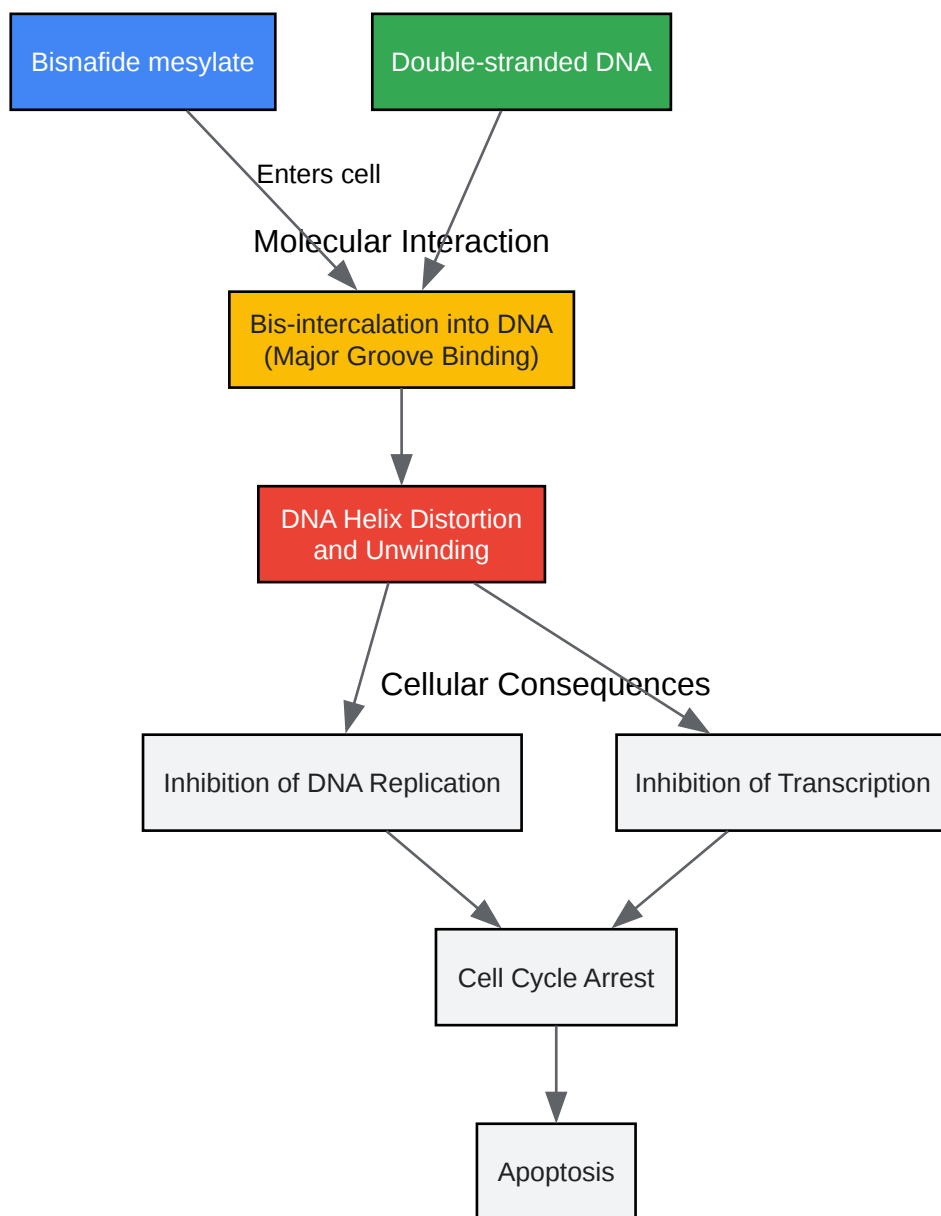 Bisnafide mesylate
Double-stranded DNA
Enters cell
Molecular Interaction
Bis-intercalation into DNA
(Major Groove Binding)
DNA Helix Distortion
and Unwinding
Cellular Consequences
Inhibition of DNA Replication
Inhibition of Transcription
Cell Cycle Arrest
Apoptosis